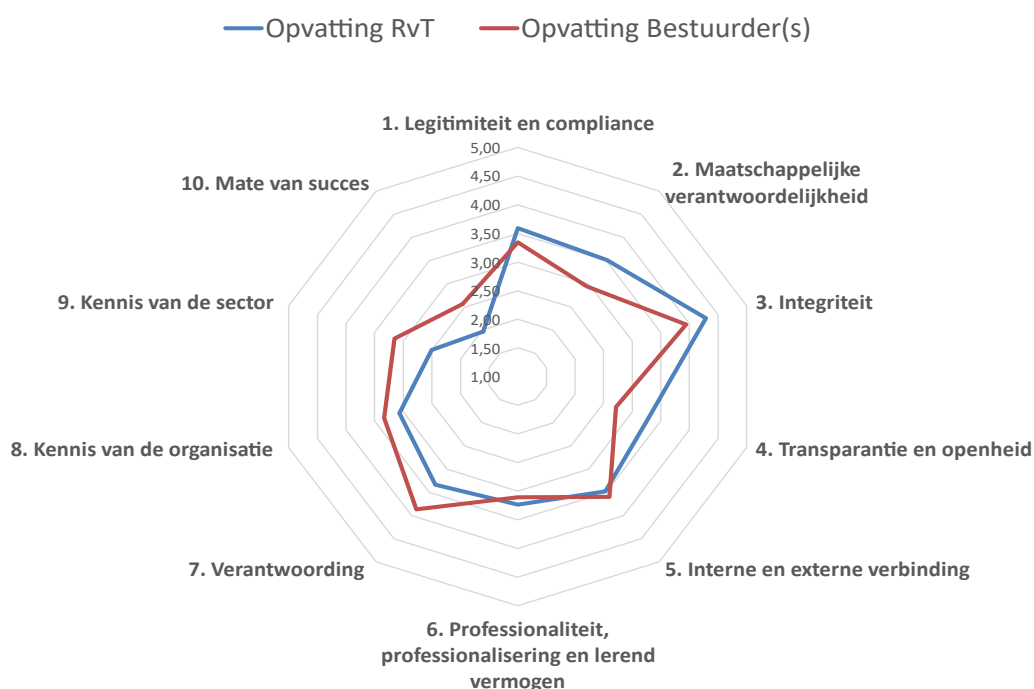 Opvatting RvT Opvatting Bestuurder(s)
1. Legitimiteit en compliance
2. Maatschappelijke
verantwoordelijkheid
3. Integriteit
4. Transparantie en openheid
5. Interne en externe verbinding
6. Professionaliteit,
professionalisering en lerend
vermogen
7. Verantwoording
8. Kennis van de organisatie
9. Kennis van de sector
10. Mate van succes
5,00
4,50
4,00
3,50
3,00
2,50
2,00
1,50
1,00